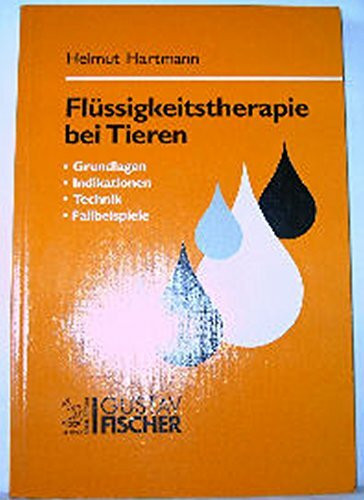 Helmut Hartmann
Flüssigkeitstherapie
bei Tieren
• Grundlagen
• Indikationen
• Technik
• Fallbeispiele
GUSTAV
FISCHER